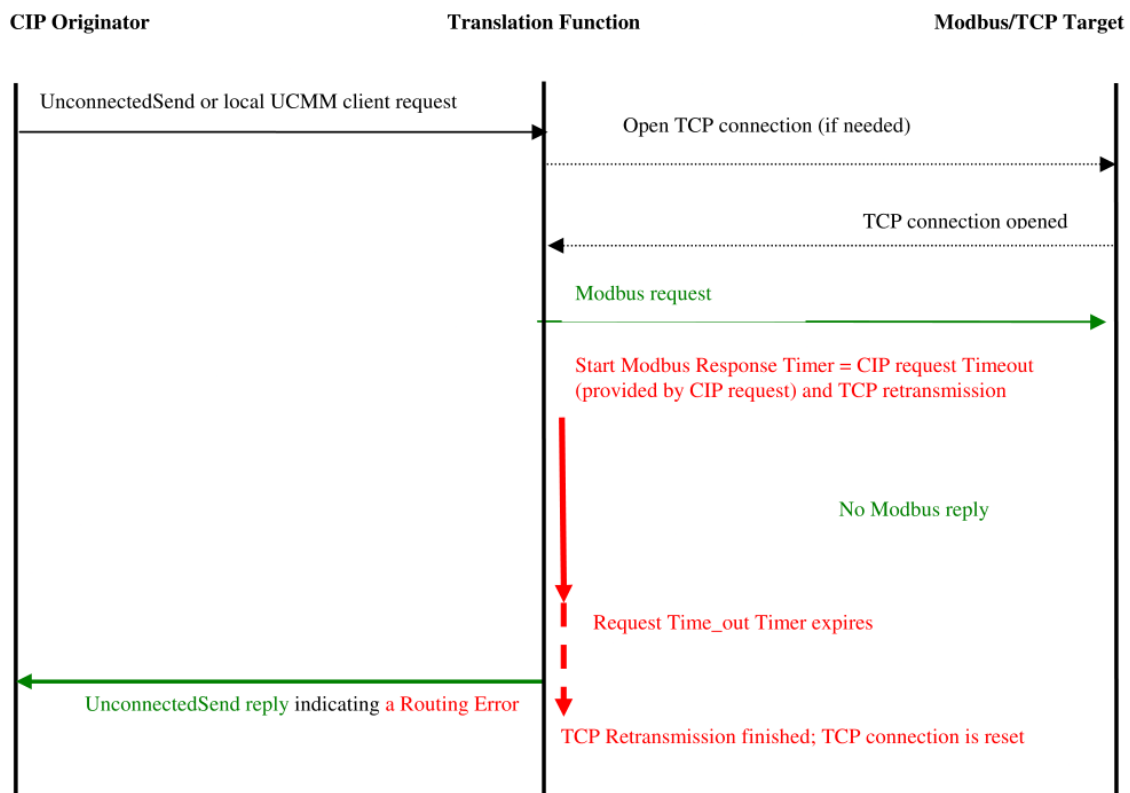 CIP Originator
Translation Function
Modbus/TCP Target
UnconnectedSend or local UCMM client request
Open TCP connection (if needed)
TCP connection opened
Modbus request
Start Modbus Response Timer = CIP request Timeout
(provided by CIP request) and TCP retransmission
No Modbus reply
Request Time_out Timer expires
UnconnectedSend reply indicating a Routing Error
TCP Retransmission finished; TCP connection is reset